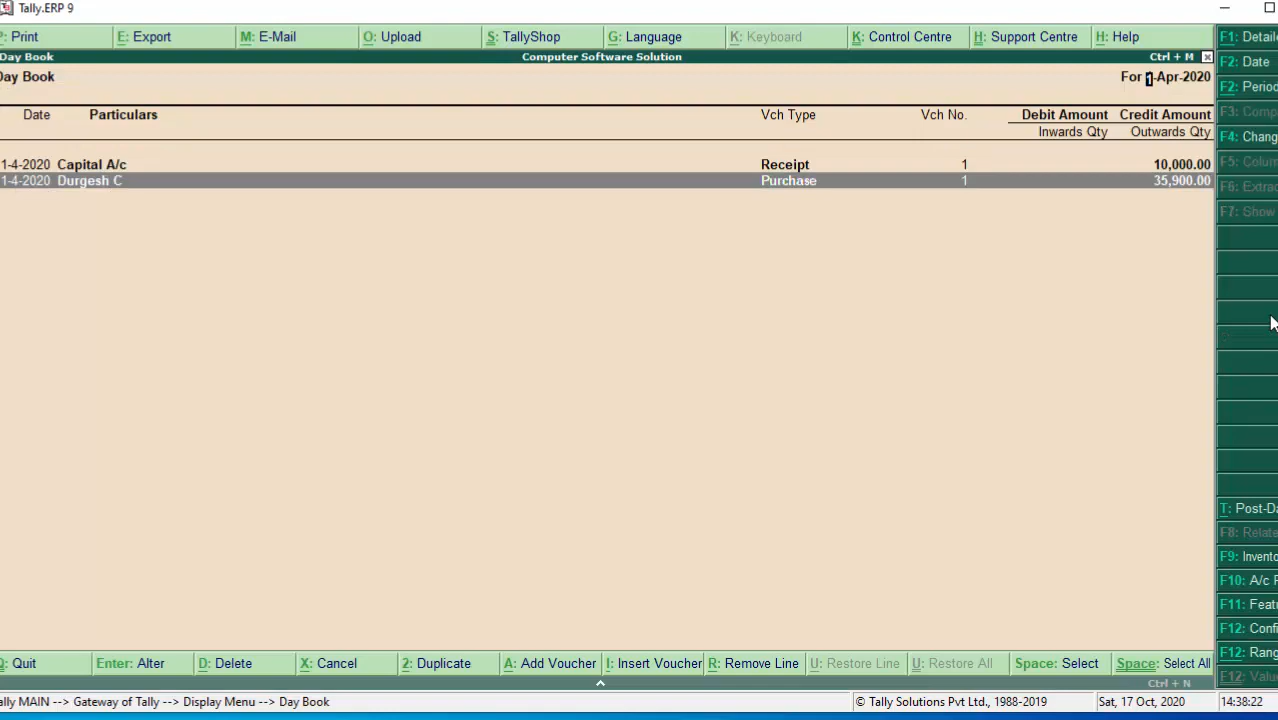 Tally.ERP 9
P: Print E: Export M: E-Mail O: Upload S: TallyShop G: Language K: Keyboard K: Control Centre H: Support Centre H: Help F1: Detaile
Day Book Computer Software Solution Ctrl + M
F2: Date
Day Book For 1-Apr-2020
F2: Period
Date Particulars Vch Type Vch No. Debit Amount Credit Amount
F3: Comp
Inwards Qty Outwards Qty
F4: Chang
1-4-2020 Capital A/c Receipt 1 10,000.00
F5: Colum
1-4-2020 Durgesh C Purchase 1 35,900.00
F6: Extrac
F7: Show
T: Post-Da
F8: Relate
F9: Invento
F10: A/c R
F11: Featu
F12: Confi
F12: Rang
F12: Value
Q: Quit Enter: Alter D: Delete X: Cancel 2: Duplicate A: Add Voucher I: Insert Voucher R: Remove Line U: Restore Line U: Restore All Space: Select Space: Select All
Ctrl + N
ally MAIN --> Gateway of Tally --> Display Menu --> Day Book © Tally Solutions Pvt Ltd., 1988-2019 Sat, 17 Oct, 2020 14:38:22